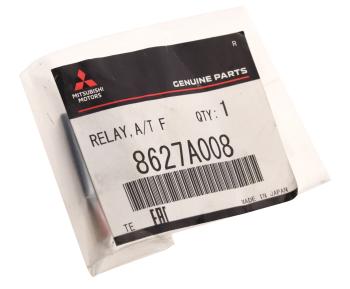 R
MITSUBISHI
MOTORS
GENUINE PARTS
RELAY, A/T F QTY: 1
8627A008
MADE IN JAPAN
TE EAC